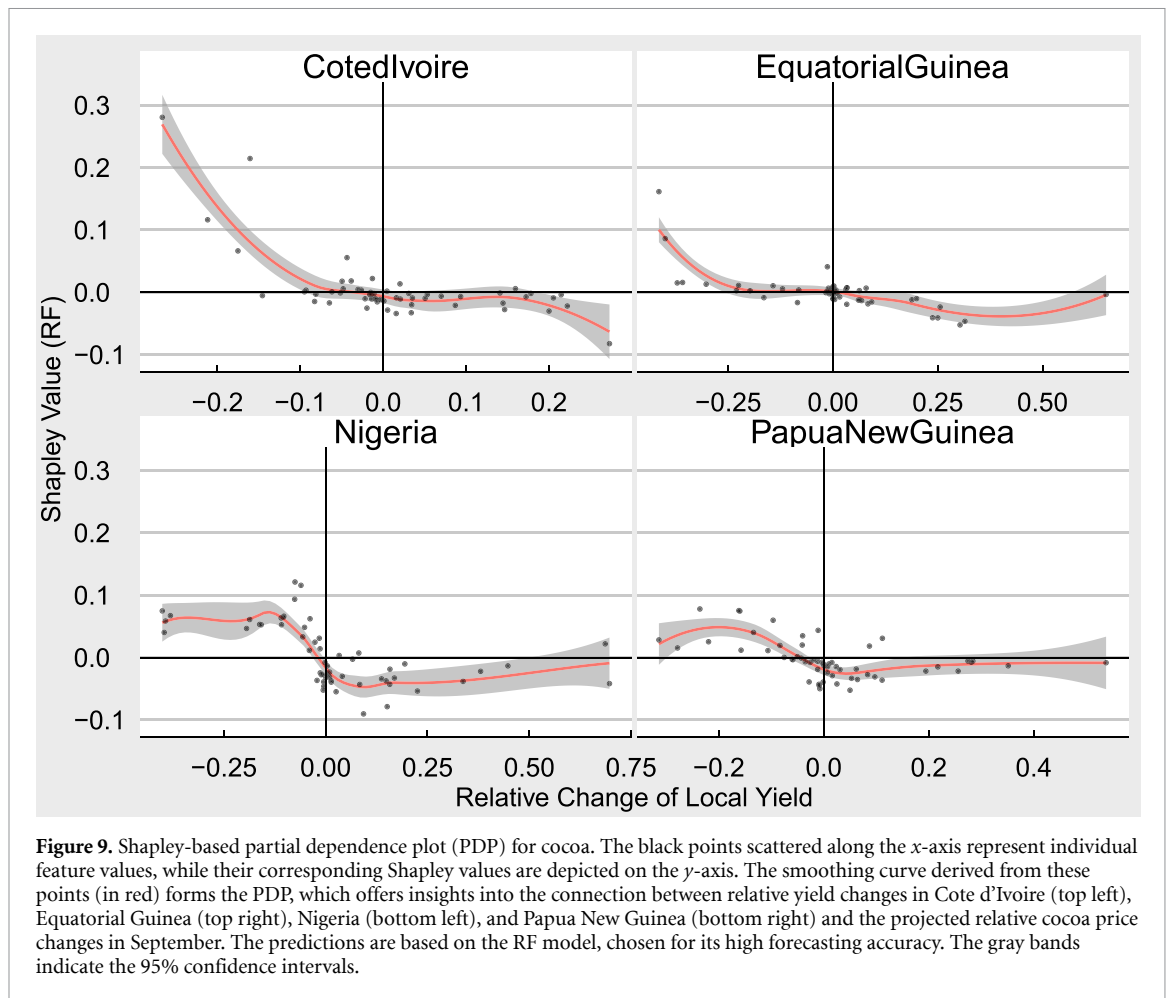 CotedIvoire
EquatorialGuinea
0.3
0.2
0.1
0.0
−0.1
−0.2
−0.1
0.0
0.1
0.2
−0.25
0.00
0.25
0.50
Nigeria
PapuaNewGuinea
Shapley Value (RF)
0.3
0.2
0.1
0.0
−0.1
−0.25
0.00
0.25
0.50
0.75
−0.2
0.0
0.2
0.4
Relative Change of Local Yield
Figure 9. Shapley-based partial dependence plot (PDP) for cocoa. The black points scattered along the x-axis represent individual
feature values, while their corresponding Shapley values are depicted on the y-axis. The smoothing curve derived from these
points (in red) forms the PDP, which offers insights into the connection between relative yield changes in Cote d’Ivoire (top left),
Equatorial Guinea (top right), Nigeria (bottom left), and Papua New Guinea (bottom right) and the projected relative cocoa price
changes in September. The predictions are based on the RF model, chosen for its high forecasting accuracy. The gray bands
indicate the 95% confidence intervals.